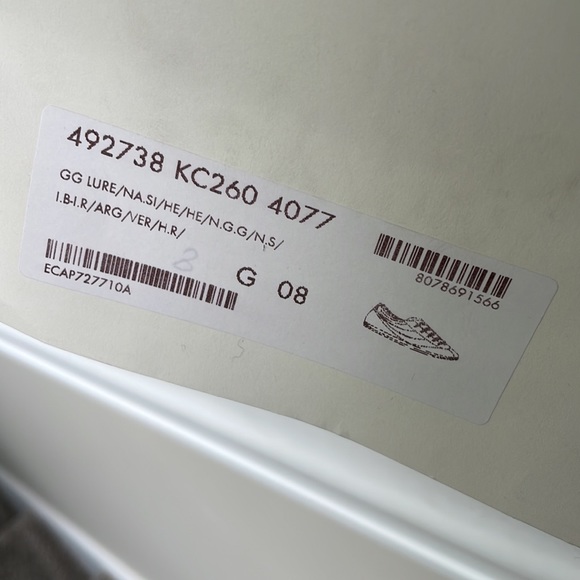 492738 KC260 4077
GG LURE/NA.SI/HE/HE/N.G.G/N.S/
I.B-I.R/ARG/VER/H.R/
8078691566
G 08
ECAP727710A